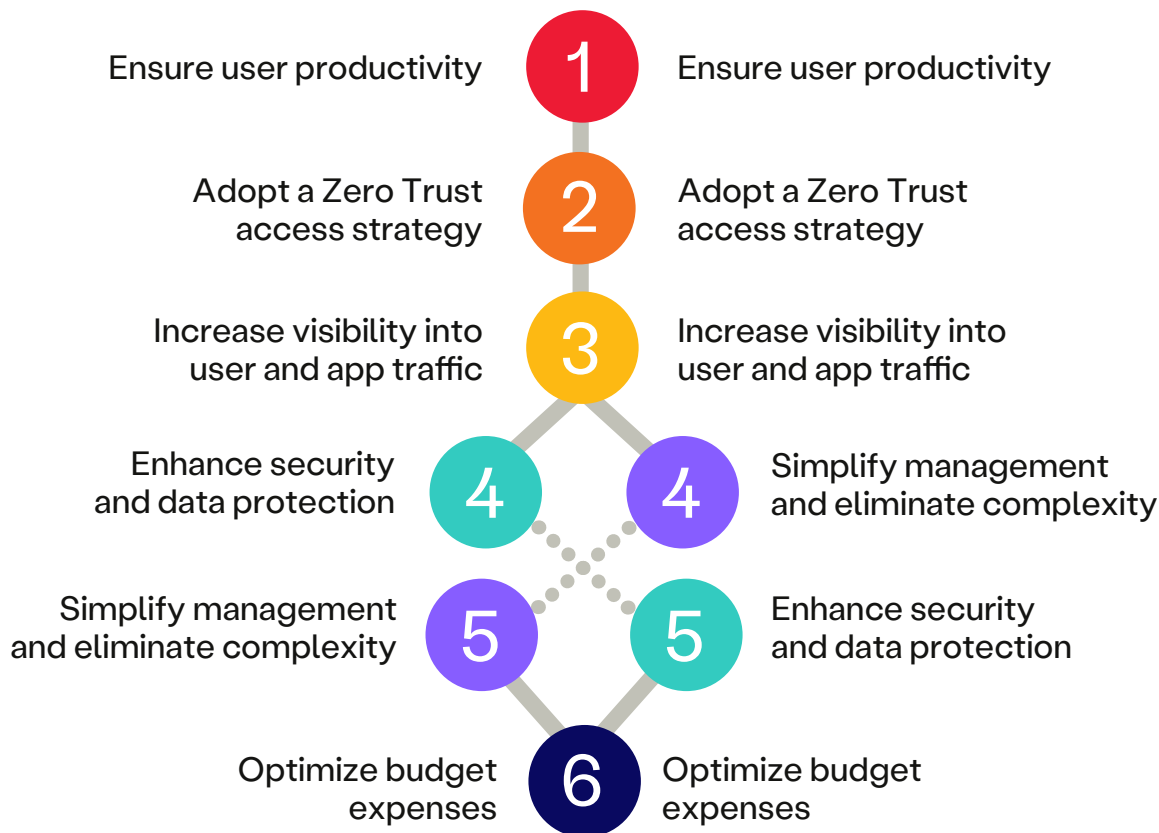 Ensure user productivity
1
Ensure user productivity
Adopt a Zero Trust
access strategy
2
Adopt a Zero Trust
access strategy
Increase visibility into
user and app traffic
3
Increase visibility into
user and app traffic
Enhance security
and data protection
4
4
Simplify management
and eliminate complexity
Simplify management
and eliminate complexity
5
5
Enhance security
and data protection
Optimize budget
expenses
6
Optimize budget
expenses